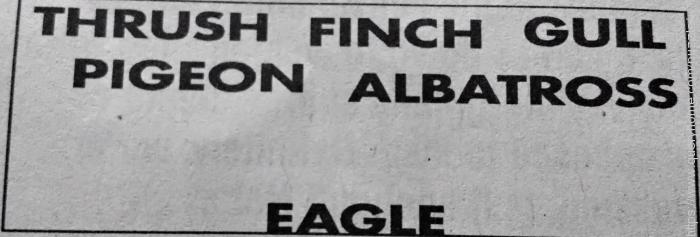 THRUSH FINCH GULL
PIGEON ALBATROSS
EAGLE